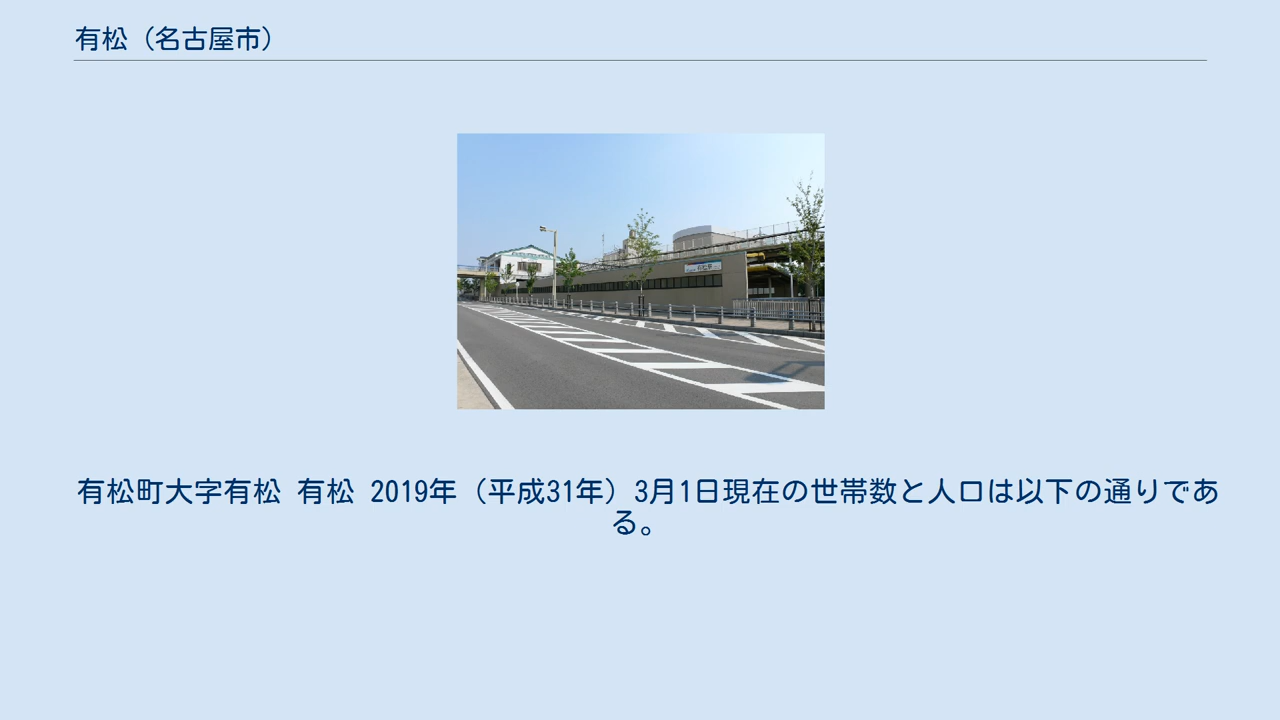 有松（名古屋市）
有松町大字有松 有松 2019年（平成31年）3月1日現在の世帯数と人口は以下の通りであ
る。